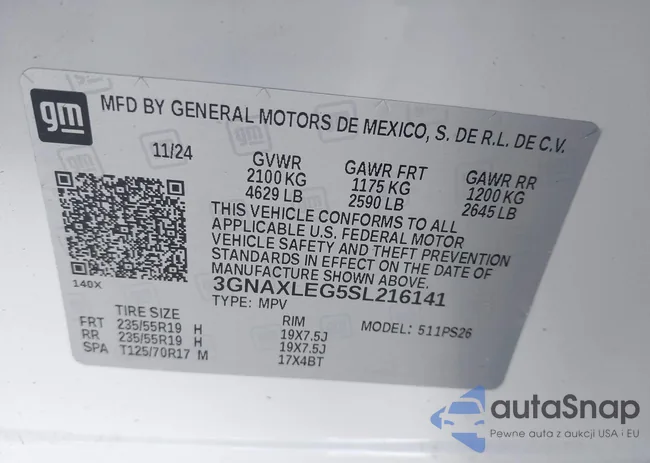 gm
MFD BY GENERAL MOTORS DE MEXICO, S. DE R.L. DE C.V.
11/24 GVWR GAWR FRT GAWR RR
2100 KG 1175 KG 1200 KG
4629 LB 2590 LB 2645 LB
THIS VEHICLE CONFORMS TO ALL
APPLICABLE U.S. FEDERAL MOTOR
VEHICLE SAFETY AND THEFT PREVENTION
STANDARDS IN EFFECT ON THE DATE OF
MANUFACTURE SHOWN ABOVE.
140X
3GNAXLEG5SL216141
TYPE: MPV
TIRE SIZE RIM MODEL: 511PS26
FRT 235/55R19 H 19X7.5J
RR 235/55R19 H 19X7.5J
SPA T125/70R17 M 17X4BT
autaSnap
Pewne auta z aukcji USA i EU